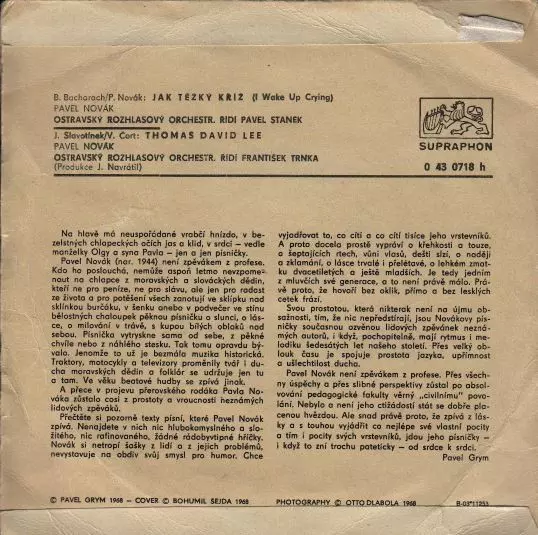 B. Bacharach/P. Novák: JAK TĚŽKÝ KŘÍŽ (I Wake Up Crying)
PAVEL NOVÁK
OSTRAVSKÝ ROZHLASOVÝ ORCHESTR. ŘÍDÍ PAVEL STANĚK
J. Slavotínek/V. Čort: THOMAS DAVID LEE
PAVEL NOVÁK
OSTRAVSKÝ ROZHLASOVÝ ORCHESTR. ŘÍDÍ FRANTIŠEK TRNKA
(Produkce J. Navrátil)
SUPRAPHON
0 43 0718 h
Na hlavě má neuspořádané vrabčí hnízdo, v be-
zelstných chlapeckých očích jas a klid, v srdci — vedle
manželky Olgy a syna Pavla — jen a jen písničky.
Pavel Novák (nar. 1944) není zpěvákem z profese.
Kdo ho poslouchá, nemůže aspoň letmo nevzpome-
nout na chlapce z moravských a slováckých dědin,
kteří ne pro peníze, ne pro slávu, ale jen pro radost
ze života a pro potěšení všech zanotují ve sklípku nad
sklínkou burčáku, v šenku anebo v podvečer ve stínu
bělostných chaloupek pěknou písničku o slunci, o lás-
ce, o milování v trávě, s kupou bílých oblaků nad
sebou. Písnička vytryskne sama od sebe, z pěkné
chvíle nebo z náhlého stesku. Tak tomu opravdu bý-
valo. Jenomže to už je bezmála muzika historická.
Traktory, motocykly a televizory proměnily tvář i du-
cha moravských dědin a folklór se udržuje jen tu
a tam. Ve věku beatové hudby se zpívá jinak.
A přece v projevu přerovského rodáka Pavla No-
váka zůstalo cosi z prostoty a vroucnosti neznámých
lidových zpěváků.
Přečtěte si pozorně texty písní, které Pavel Novák
zpívá. Nenajdete v nich nic hlubokomyslného a slo-
žitého, nic rafinovaného, žádné rádobyvtipné hříčky.
Novák si netropí šašky z lidí a z jejich problémů,
nevystavuje na obdiv svůj smysl pro humor. Chce
vyjadřovat to, co cítí a co cítí tisíce jeho vrstevníků.
A proto docela prostě vypráví o křehkosti a touze,
a šeptajících rtech, vůni vlasů, dešti slzí, o naději
a zklamání, o lásce trvalé i přelétavé, o lehkém zmat-
ku dvacetiletých a ještě mladších. Je tedy jedním
z mluvčích své generace, a to není právě málo. Prá-
vě proto, že hovoří bez oklik, přímo a bez lesklých
cetek frází.
Svou prostotou, která nikterak není na újmu ob-
sažnosti, tím, že nic nepředstírají, jsou Novákovy pís-
ničky současnou ozvěnou lidových zpěvánek nezná-
mých autorů, i když, pochopitelně, mají rytmus i me-
lodiku šedesátých let našeho století. Přes velký ob-
louk času je spojuje prostota jazyka, upřímnost
a ušlechtilost ducha.
Pavel Novák není zpěvákem z profese. Přes všech-
ny úspěchy a přes slibné perspektivy zůstal po absol-
vování pedagogické fakulty věrný „civilnímu" povo-
lání. Nebylo a není jeho ctižádostí stát se dobře pla-
cenou hvězdou. Ale snad právě proto, že zpívá z lás-
ky a s touhou vyjádřit co nejlépe své vlastní pocity
a tím i pocity svých vrstevníků, jdou jeho písničky —
i když to zní trochu pateticky — od srdce k srdci.
Pavel Grym
© PAVEL GRYM 1968 — COVER © BOHUMIL ŠEJDA 1968
PHOTOGRAPHY © OTTO DLABOLA 1968
B-03*11253